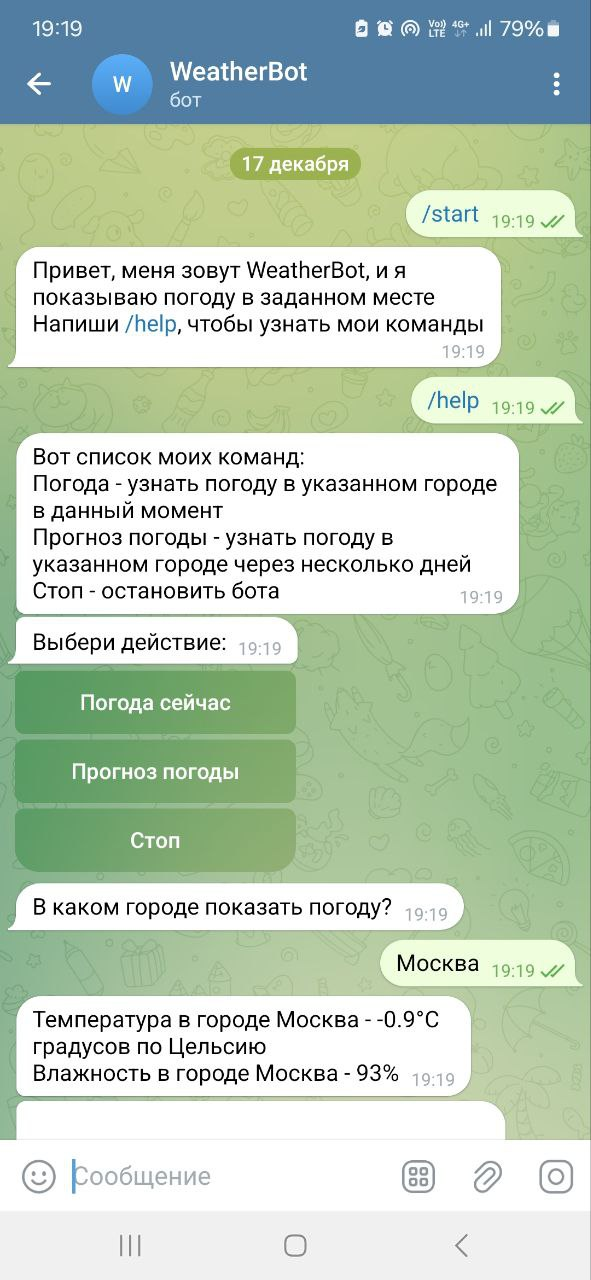 19:19
Vo)) LTE 4G+ 79%
W
WeatherBot
бот
17 декабря
/start 19:19
Привет, меня зовут WeatherBot, и я
показываю погоду в заданном месте
Напиши /help, чтобы узнать мои команды
19:19
/help 19:19
Вот список моих команд:
Погода - узнать погоду в указанном городе
в данный момент
Прогноз погоды - узнать погоду в
указанном городе через несколько дней
Стоп - остановить бота 19:19
Выбери действие: 19:19
Погода сейчас
Прогноз погоды
Стоп
В каком городе показать погоду? 19:19
Москва 19:19
Температура в городе Москва - -0.9°C
градусов по Цельсию
Влажность в городе Москва - 93% 19:19
Сообщение